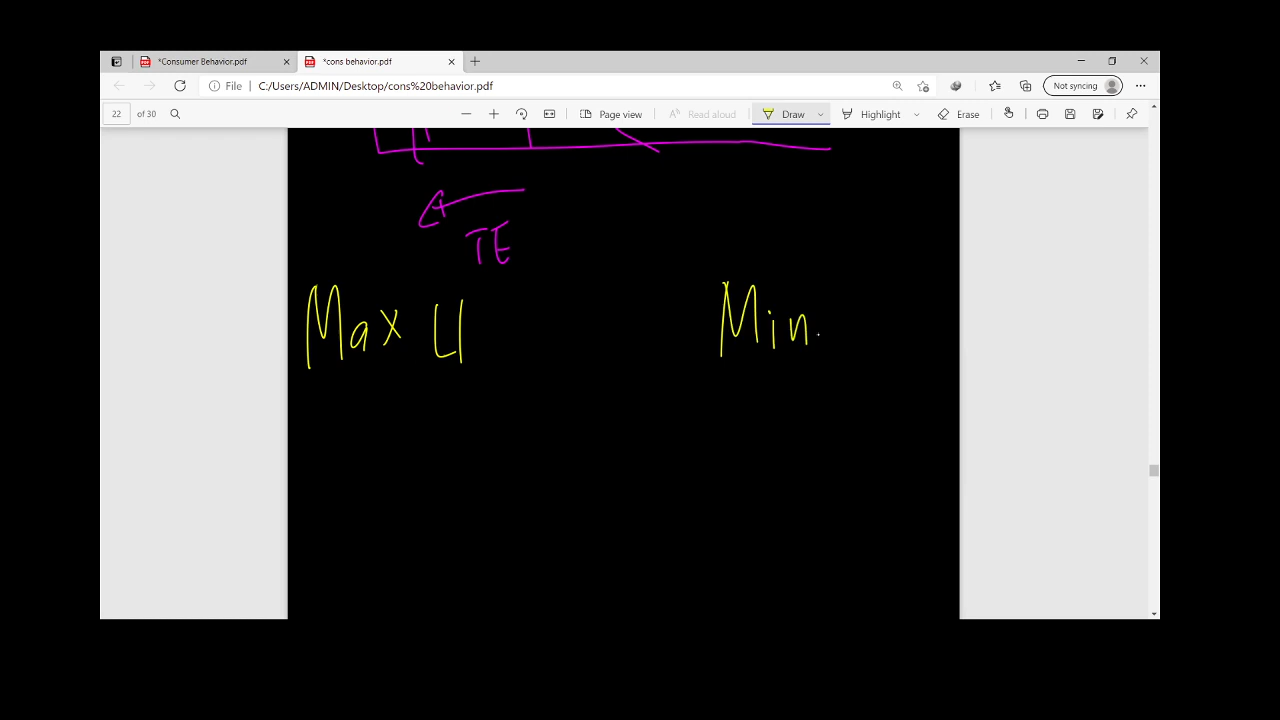 *Consumer Behavior.pdf
*cons behavior.pdf
File C:/Users/ADMIN/Desktop/cons%20behavior.pdf
Not syncing
22 of 30
Page view
Read aloud
Draw
Highlight
Erase
TE
Max U
Min.